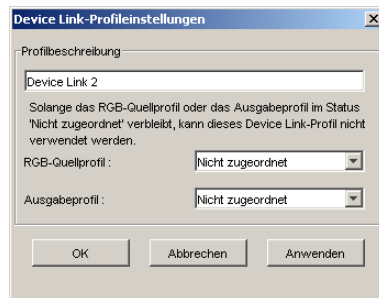 Device Link-Profileinstellungen
Profilbeschreibung
Device Link 2
Solange das RGB-Quellprofil oder das Ausgabeprofil im Status
'Nicht zugeordnet' verbleibt, kann dieses Device Link-Profil nicht
verwendet werden.
RGB-Quellprofil : Nicht zugeordnet
Ausgabeprofil : Nicht zugeordnet
OK Abbrechen Anwenden